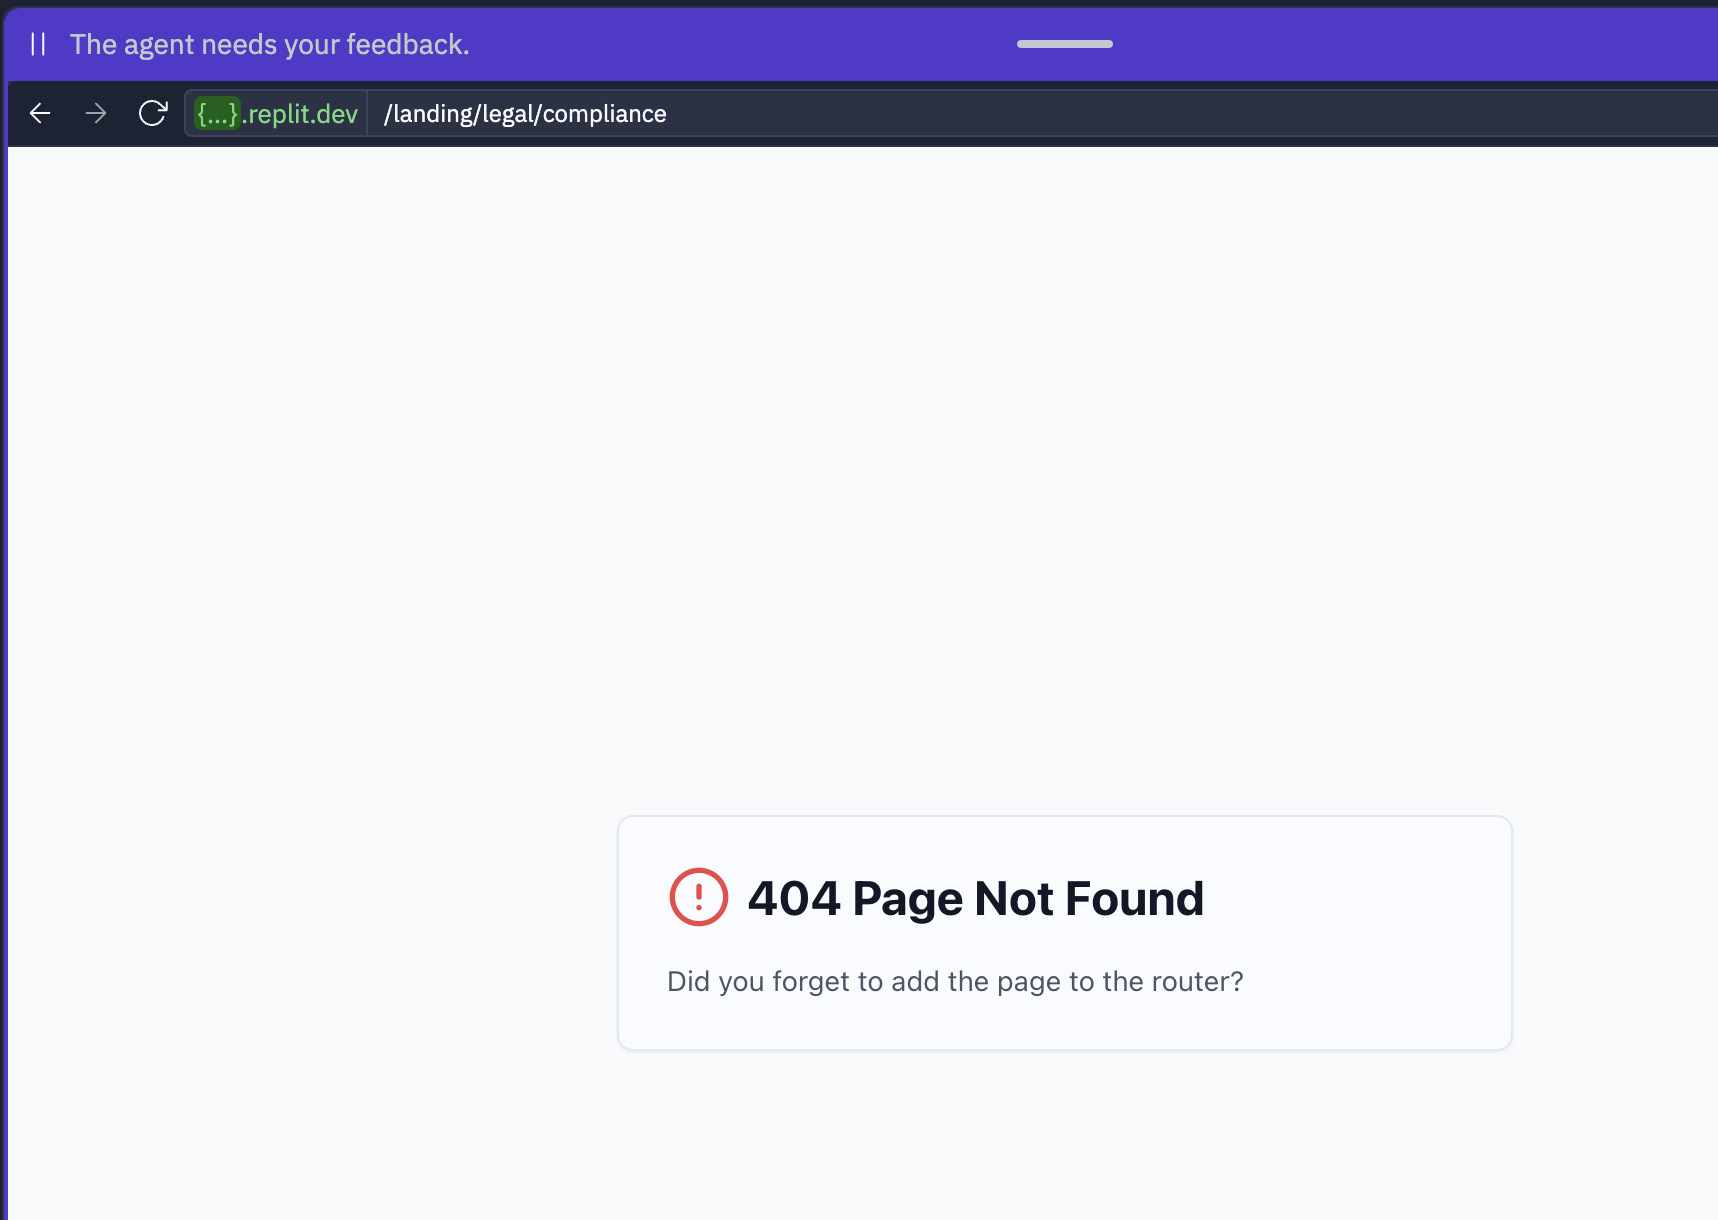 The agent needs your feedback.
{...}.replit.dev /landing/legal/compliance
404 Page Not Found
Did you forget to add the page to the router?